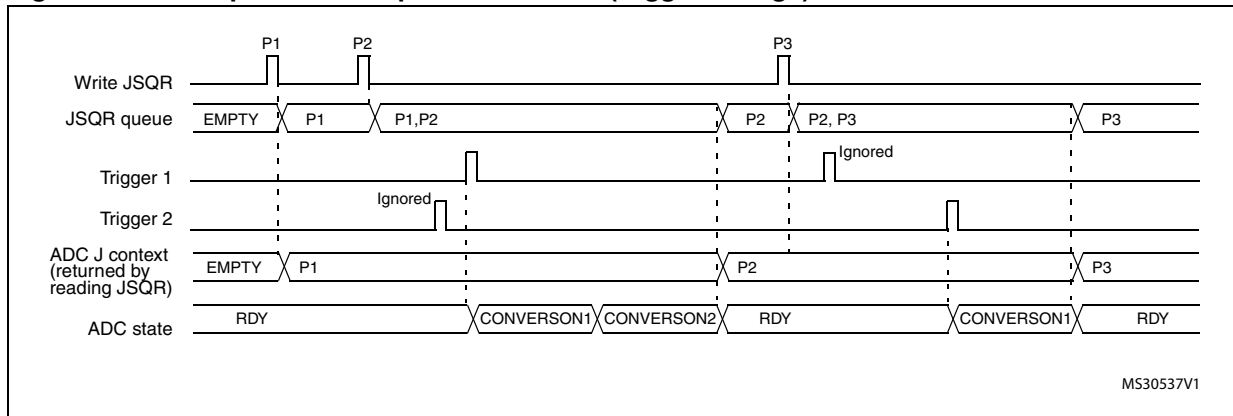 P1 P2 P3
Write JSQR
JSQR queue EMPTY P1 P1,P2 P2 P2, P3 P3
Trigger 1 Ignored
Trigger 2 Ignored
ADC J context
(returned by
reading JSQR) EMPTY P1 P2 P3
ADC state RDY CONVERSON1 CONVERSON2 RDY CONVERSON1 RDY
MS30537V1